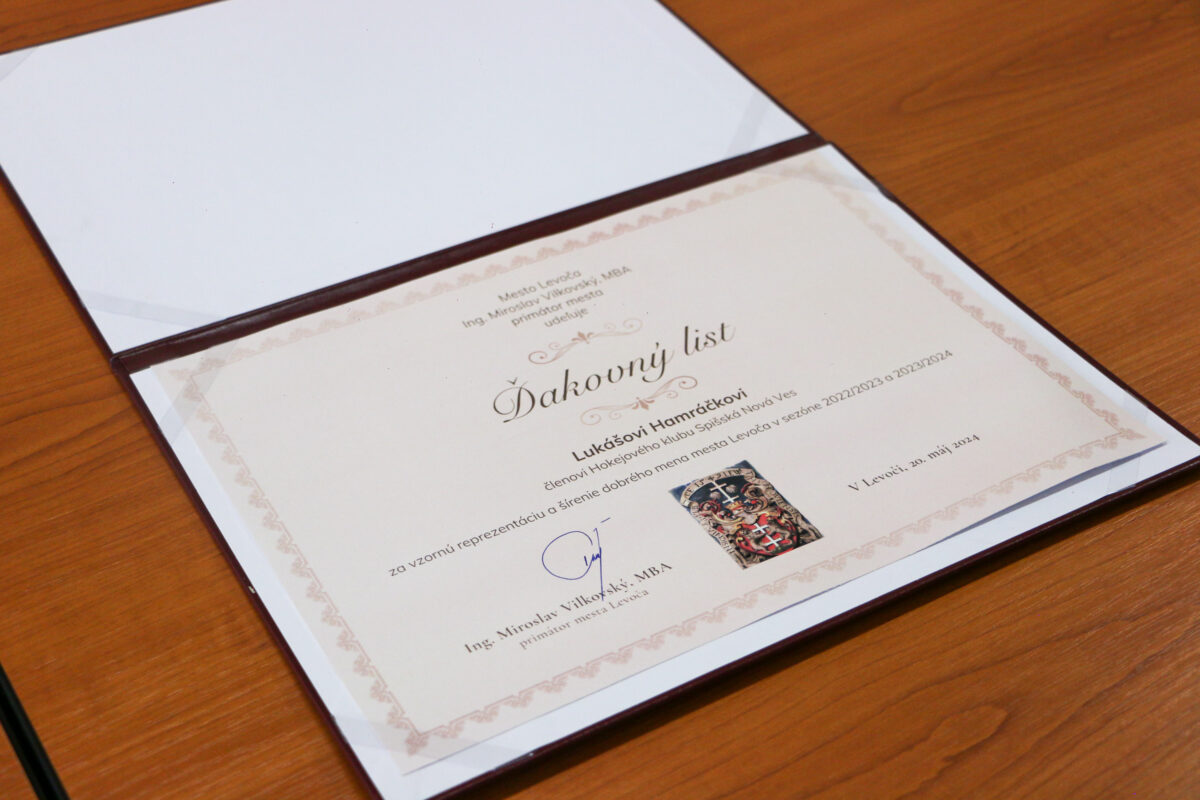 Mesto Levoča
Ing. Miroslav Vilkovský, MBA
primátor mesta
udeľuje
Ďakovný list
Lukášovi Hamráčkovi
členovi Hokejového klubu Spišská Nová Ves
za vzornú reprezentáciu a šírenie dobrého mena mesta Levoča v sezóne 2022/2023 a 2023/2024
V Levoči, 20. máj 2024
Ing. Miroslav Vilkovský, MBA
primátor mesta Levoča